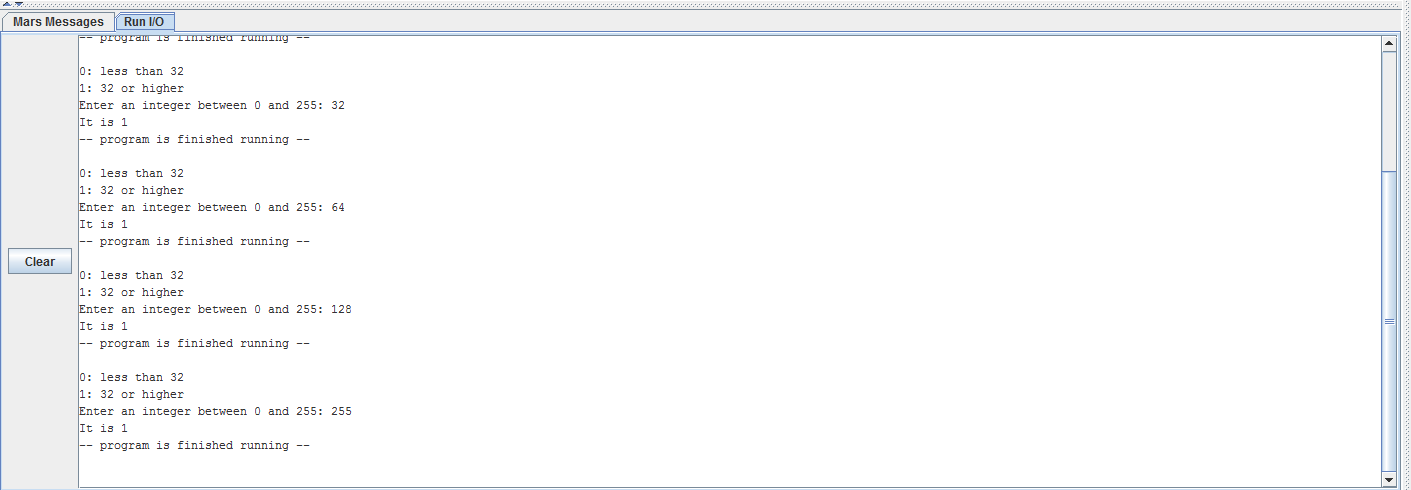 Mars Messages Run I/O
-- program is finished running --
0: less than 32
1: 32 or higher
Enter an integer between 0 and 255: 32
It is 1
-- program is finished running --
0: less than 32
1: 32 or higher
Enter an integer between 0 and 255: 64
It is 1
-- program is finished running --
Clear
0: less than 32
1: 32 or higher
Enter an integer between 0 and 255: 128
It is 1
-- program is finished running --
0: less than 32
1: 32 or higher
Enter an integer between 0 and 255: 255
It is 1
-- program is finished running --